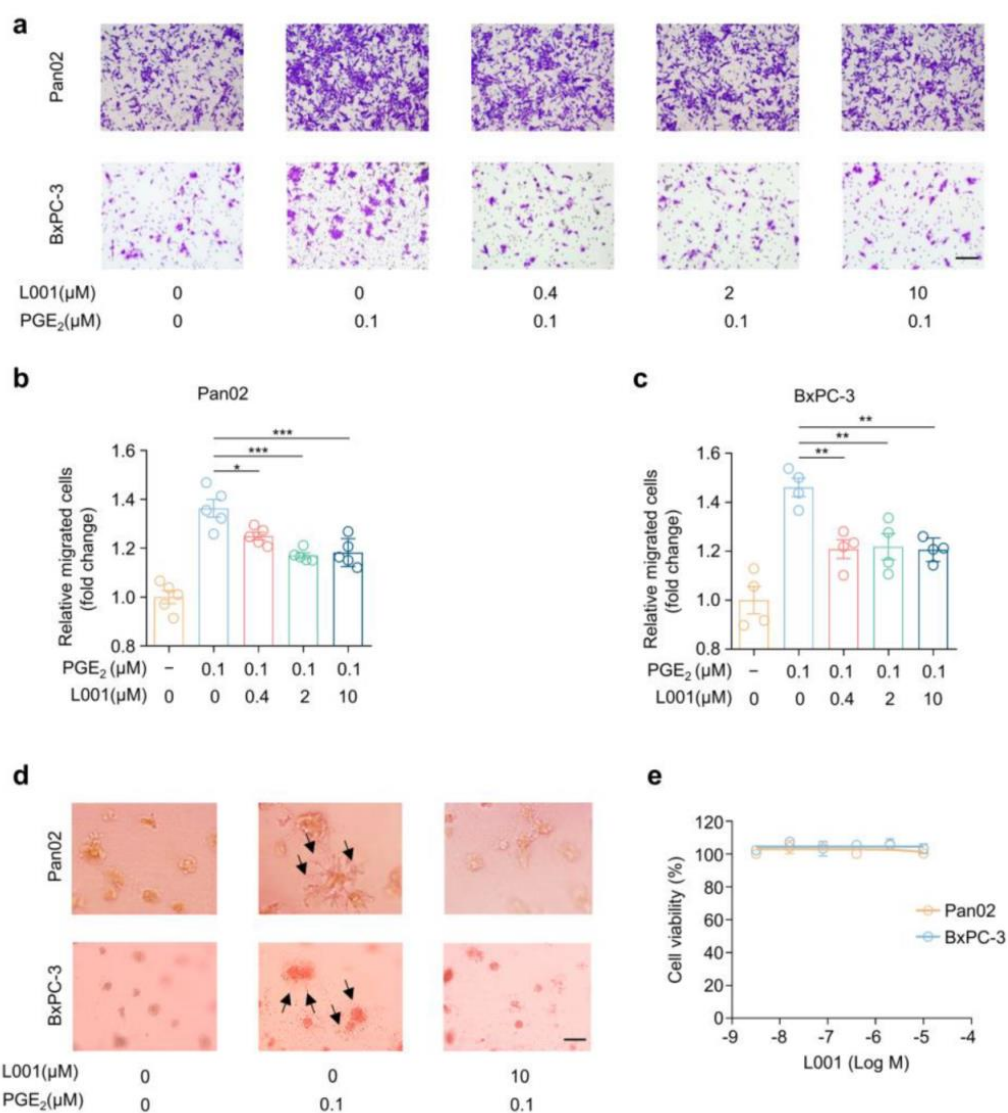 a
Pan02
BxPC-3
L001(μM) 0 0 0.4 2 10
PGE₂(μM) 0 0.1 0.1 0.1 0.1
b
Pan02
*** 
***
*
Relative migrated cells
(fold change)
1.6
1.4
1.2
1.0
0.8
PGE₂ (μM) – 0.1 0.1 0.1 0.1
L001(μM) 0 0 0.4 2 10
c
BxPC-3
**
**
**
Relative migrated cells
(fold change)
1.6
1.4
1.2
1.0
0.8
PGE₂ (μM) – 0.1 0.1 0.1 0.1
L001(μM) 0 0 0.4 2 10
d
Pan02
BxPC-3
L001(μM) 0 0 10
PGE₂(μM) 0 0.1 0.1
e
Cell viability (%)
120
100
80
60
40
20
0
Pan02
BxPC-3
-9 -8 -7 -6 -5 -4
L001 (Log M)